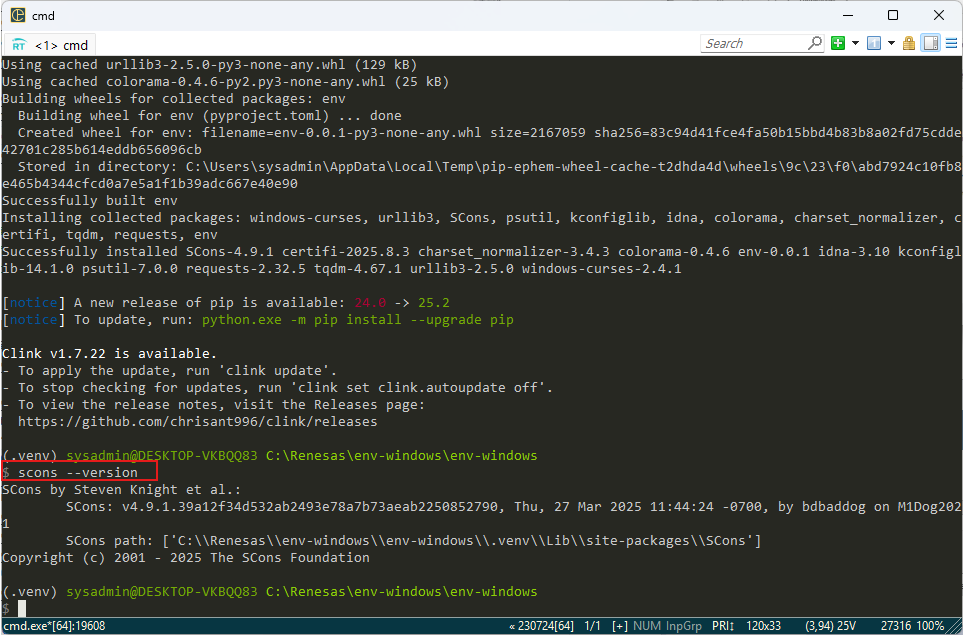 cmd
<1> cmd
Search
Using cached urllib3-2.5.0-py3-none-any.whl (129 kB)
Using cached colorama-0.4.6-py2.py3-none-any.whl (25 kB)
Building wheels for collected packages: env
  Building wheel for env (pyproject.toml) ... done
  Created wheel for env: filename=env-0.0.1-py3-none-any.whl size=2167059 sha256=83c94d41fce4fa50b15bbd4b83b8a02fd75cdde
42701c285b614eddb656096cb
  Stored in directory: C:\Users\sysadmin\AppData\Local\Temp\pip-ephem-wheel-cache-t2dhda4d\wheels\9c\23\f0\abd7924c10fb8
e465b4344cfcd0a7e5a1f1b39adc667e40e90
Successfully built env
Installing collected packages: windows-curses, urllib3, SCons, psutil, kconfiglib, idna, colorama, charset_normalizer, c
ertifi, tqdm, requests, env
Successfully installed SCons-4.9.1 certifi-2025.8.3 charset_normalizer-3.4.3 colorama-0.4.6 env-0.0.1 idna-3.10 kconfigl
ib-14.1.0 psutil-7.0.0 requests-2.32.5 tqdm-4.67.1 urllib3-2.5.0 windows-curses-2.4.1
[notice] A new release of pip is available: 24.0 -> 25.2
[notice] To update, run: python.exe -m pip install --upgrade pip
Clink v1.7.22 is available.
- To apply the update, run 'clink update'.
- To stop checking for updates, run 'clink set clink.autoupdate off'.
- To view the release notes, visit the Releases page:
  https://github.com/chrisant996/clink/releases
(.venv) sysadmin@DESKTOP-VKBQQ83 C:\Renesas\env-windows\env-windows
$ scons --version
SCons by Steven Knight et al.:
        SCons: v4.9.1.39a12f34d532ab2493e78a7b73aeab2250852790, Thu, 27 Mar 2025 11:44:24 -0700, by bdbaddog on M1Dog202
1
        SCons path: ['C:\\Renesas\\env-windows\\env-windows\\.venv\\Lib\\site-packages\\SCons']
Copyright (c) 2001 - 2025 The SCons Foundation
(.venv) sysadmin@DESKTOP-VKBQQ83 C:\Renesas\env-windows\env-windows
$
cmd.exe*[64]:19608 « 230724[64] 1/1 [+] NUM InpGrp PRI↕ 120x33 (3,94) 25V 27316 100%